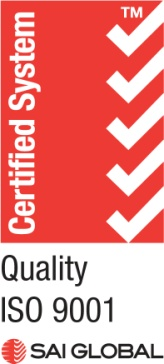 Certified System
TM
Quality
ISO 9001
SAI GLOBAL